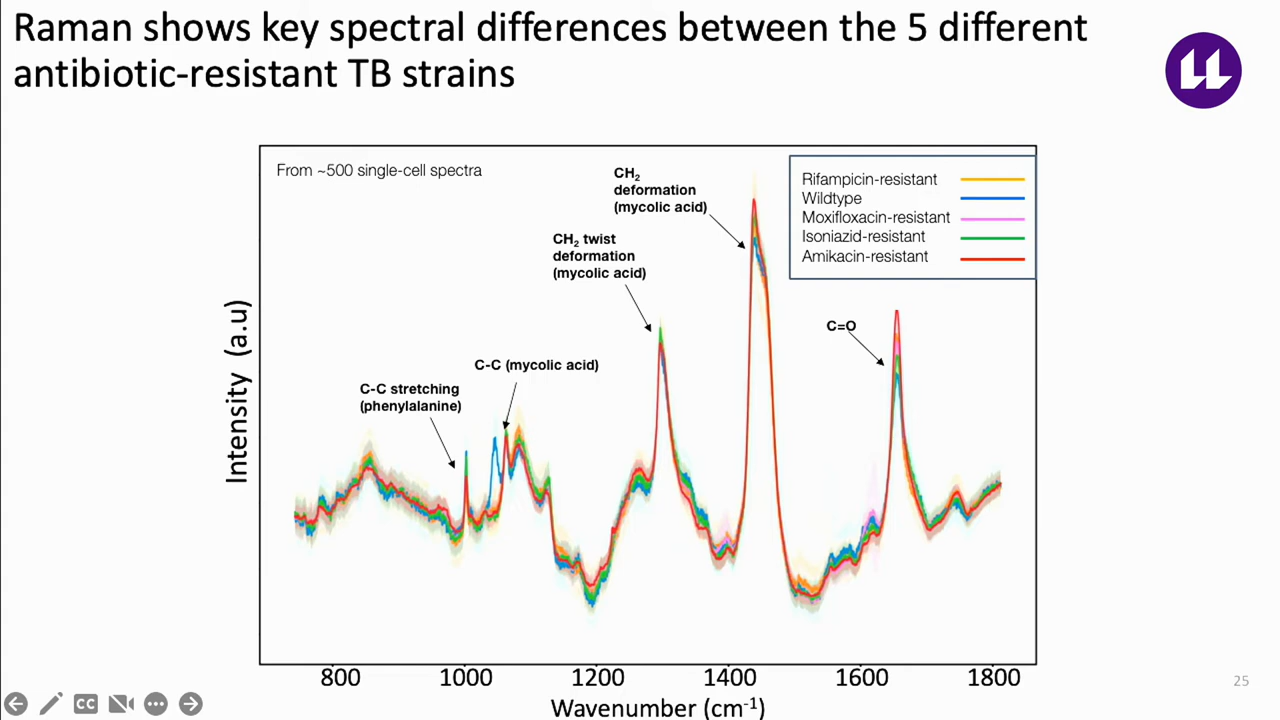 Raman shows key spectral differences between the 5 different
antibiotic-resistant TB strains
From ~500 single-cell spectra
CH₂
deformation
(mycolic acid)
Rifampicin-resistant
Wildtype
Moxifloxacin-resistant
Isoniazid-resistant
Amikacin-resistant
CH₂ twist
deformation
(mycolic acid)
C=O
C-C (mycolic acid)
C-C stretching
(phenylalanine)
Intensity (a.u)
800 1000 1200 1400 1600 1800
Wavenumber (cm⁻¹)
25
CC